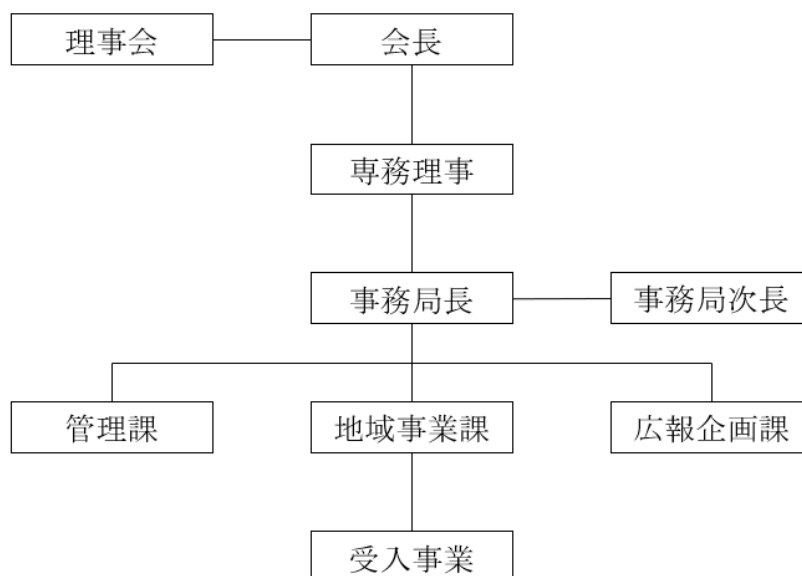 理事会
会長
専務理事
事務局長
事務局次長
管理課
地域事業課
広報企画課
受入事業